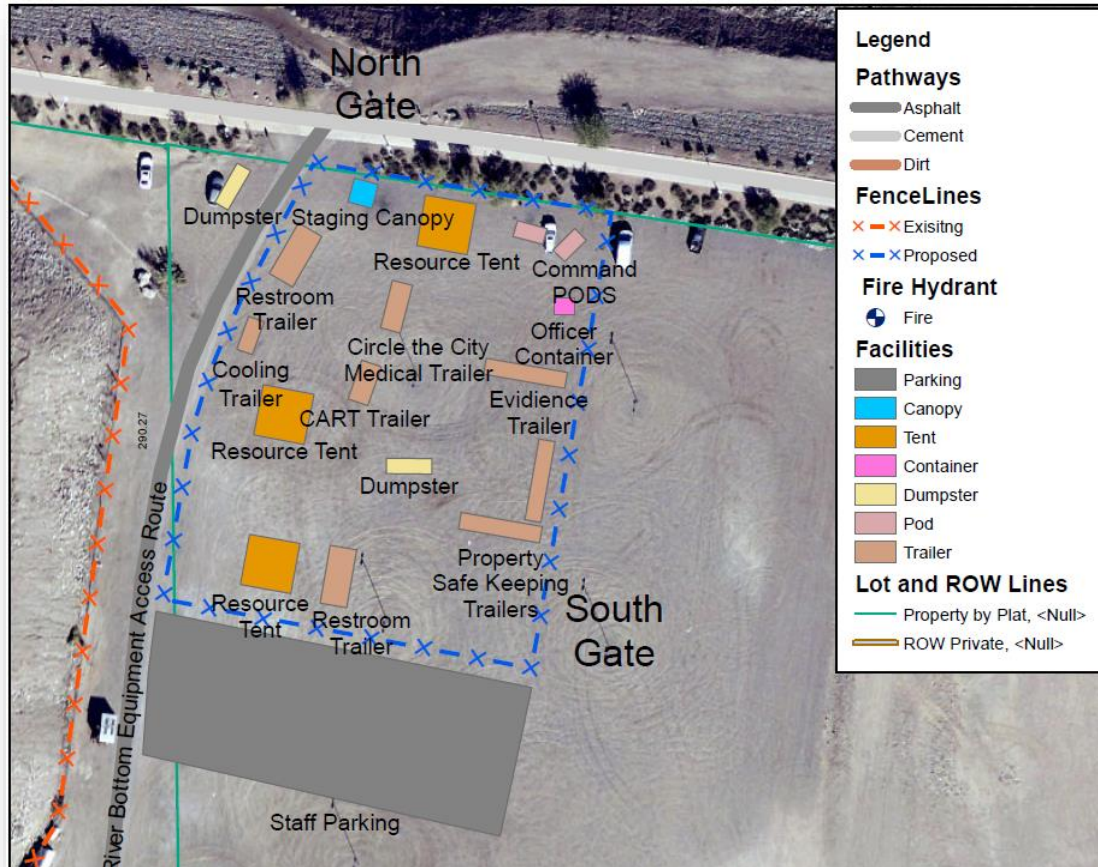 North
Gate
Dumpster
Staging Canopy
Resource Tent
Command
PODS
Restroom
Trailer
Officer
Container
Circle the City
Medical Trailer
Cooling
Trailer
CART Trailer
Evidience
Trailer
Resource Tent
290.27
Dumpster
River Bottom Equipment Access Route
Property
Safe Keeping
Trailers
Resource
Tent
Restroom
Trailer
South
Gate
Staff Parking
Legend
Pathways
Asphalt
Cement
Dirt
FenceLines
Exisitng
Proposed
Fire Hydrant
Fire
Facilities
Parking
Canopy
Tent
Container
Dumpster
Pod
Trailer
Lot and ROW Lines
Property by Plat, <Null>
ROW Private, <Null>